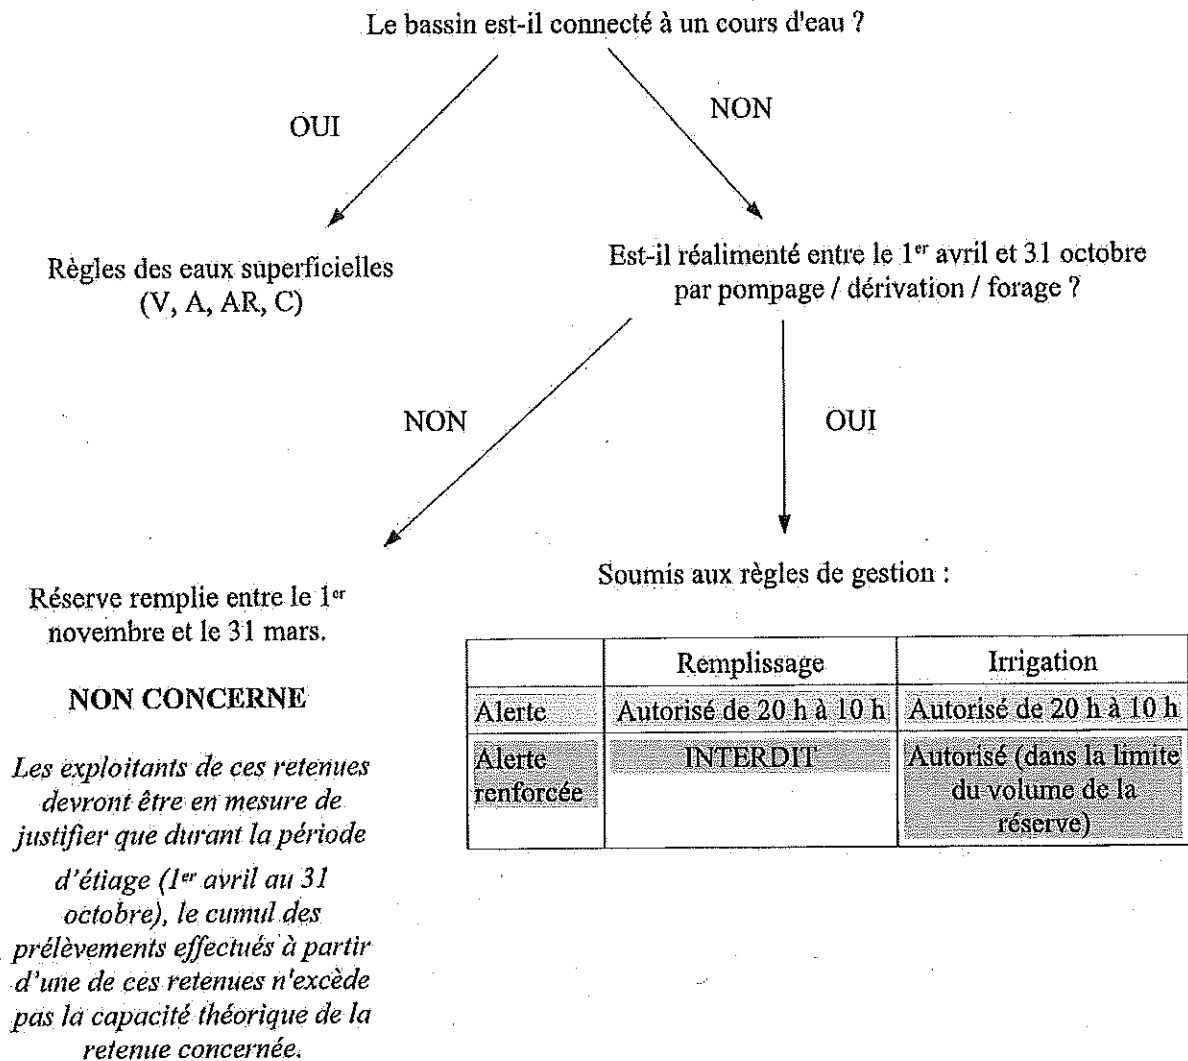 Le bassin est-il connecté à un cours d'eau ?
OUI
NON
Règles des eaux superficielles
(V, A, AR, C)
Est-il réalimenté entre le 1er avril et 31 octobre
par pompage / dérivation / forage ?
NON
OUI
Réserve remplie entre le 1er
novembre et le 31 mars.
NON CONCERNE
Les exploitants de ces retenues
devront être en mesure de
justifier que durant la période
d'étiage (1er avril au 31
octobre), le cumul des
prélèvements effectués à partir
d'une de ces retenues n'excède
pas la capacité théorique de la
retenue concernée.
Soumis aux règles de gestion :
Remplissage
Irrigation
Alerte
Autorisé de 20 h à 10 h
Autorisé de 20 h à 10 h
Alerte
renforcée
INTERDIT
Autorisé (dans la limite
du volume de la
réserve)